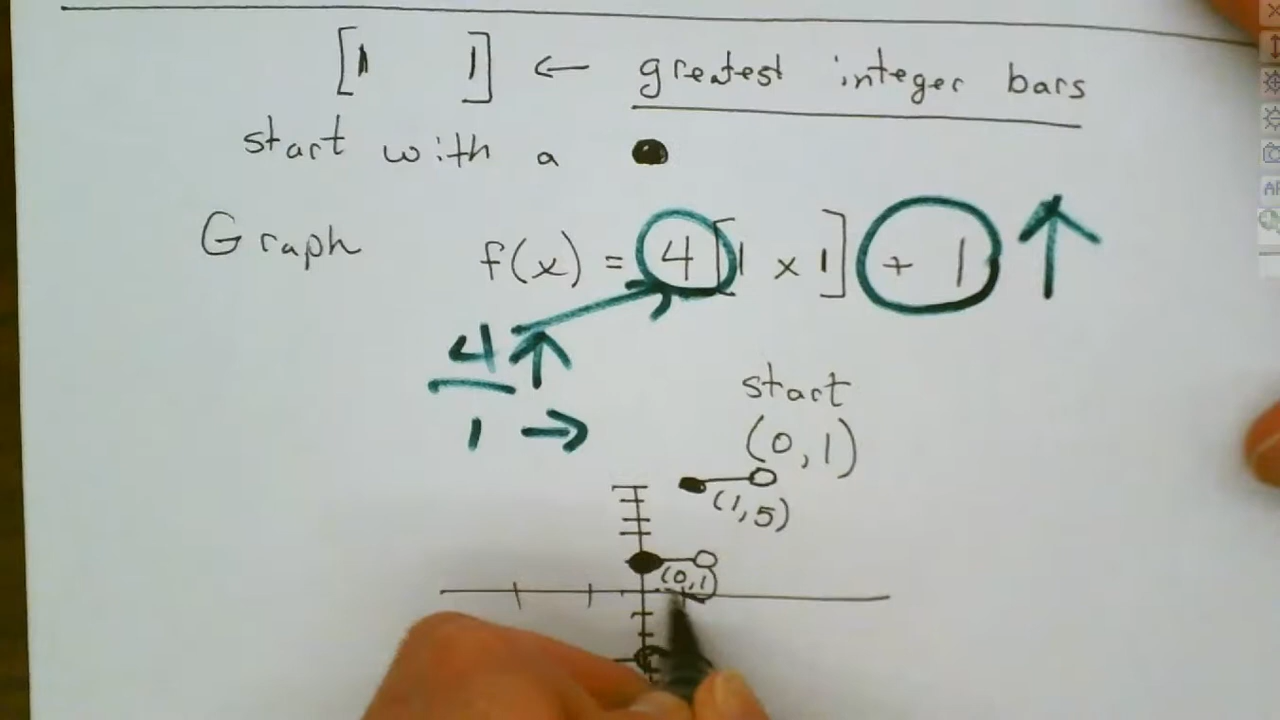 [| |] ← greatest integer bars
start with a ●
Graph f(x) = 4[| x |] + 1 ↑
4 ↑
1 →
start
(0,1)
(1,5)
(0,1)